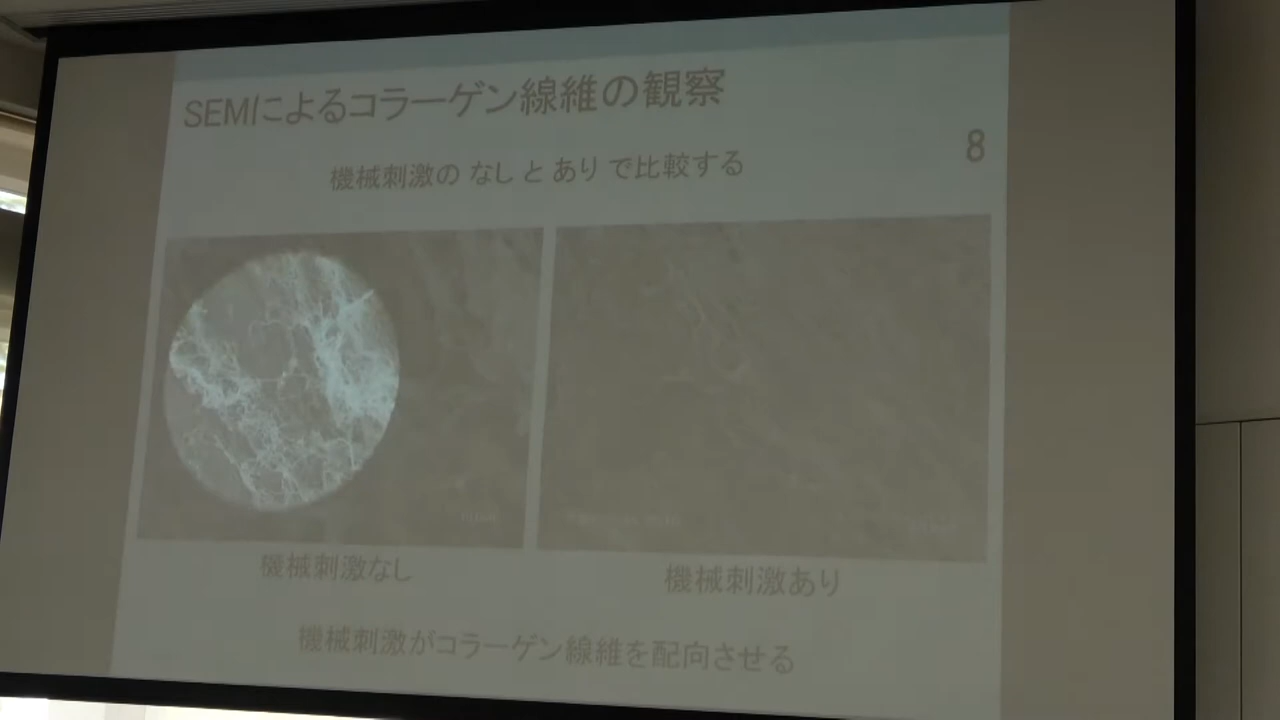 SEMによるコラーゲン線維の観察
8
機械刺激の なし と あり で比較する
機械刺激なし
機械刺激あり
機械刺激がコラーゲン線維を配向させる